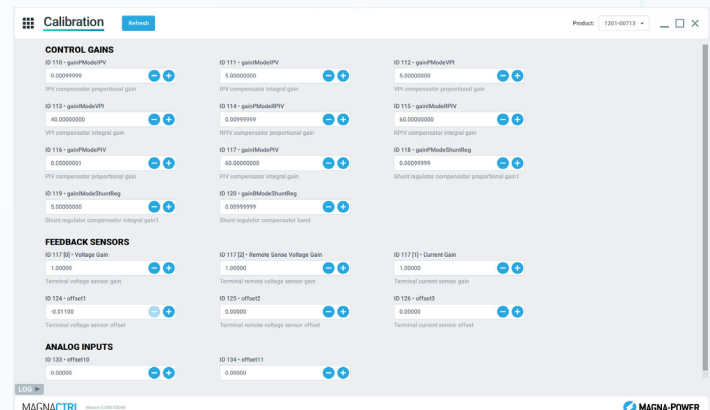 Calibration Refresh Product: 1201-00713
CONTROL GAINS
ID 110 • gainPModeIPV ID 111 • gainIModeIPV ID 112 • gainPModeVPI
0.00099999 5.00000000 5.00000000
IPV compensator proportional gain IPV compensator integral gain VPI compensator proportional gain
ID 113 • gainIModeVPI ID 114 • gainPModeRPIV ID 115 • gainIModeRPIV
40.00000000 0.00999999 60.00000000
VPI compensator integral gain RPIV compensator proportional gain RPIV compensator integral gain
ID 116 • gainPModePIV ID 117 • gainIModePIV ID 118 • gainPModeShuntReg
0.05000001 60.00000000 0.00099999
PIV compensator proportional gain PIV compensator integral gain Shunt regulator compensator proportional gain1
ID 119 • gainIModeShuntReg ID 120 • gainBModeShuntReg
5.00000000 0.00999999
Shunt regulator compensator integral gain1 Shunt regulator compensator band
FEEDBACK SENSORS
ID 117 [0] • Voltage Gain ID 117 [2] • Remote Sense Voltage Gain ID 117 [1] • Current Gain
1.00000 1.00000 1.00000
Terminal voltage sensor gain Terminal remote voltage sensor gain Terminal current sensor gain
ID 124 • offset1 ID 125 • offset2 ID 126 • offset3
-0.01100 0.00000 0.00000
Terminal voltage sensor offset Terminal remote voltage sensor offset Terminal current sensor offset
ANALOG INPUTS
ID 133 • offset10 ID 134 • offset11
0.00000 0.00000
LOG
MAGNACTRL MAGNA-POWER